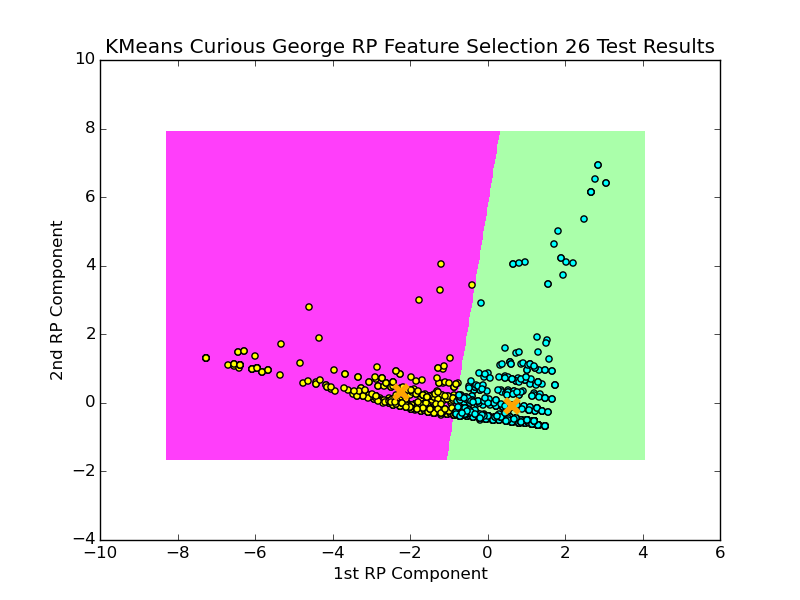 KMeans Curious George RP Feature Selection 26 Test Results
10
8
6
4
2
0
−2
−4
2nd RP Component
−10 −8 −6 −4 −2 0 2 4 6
1st RP Component